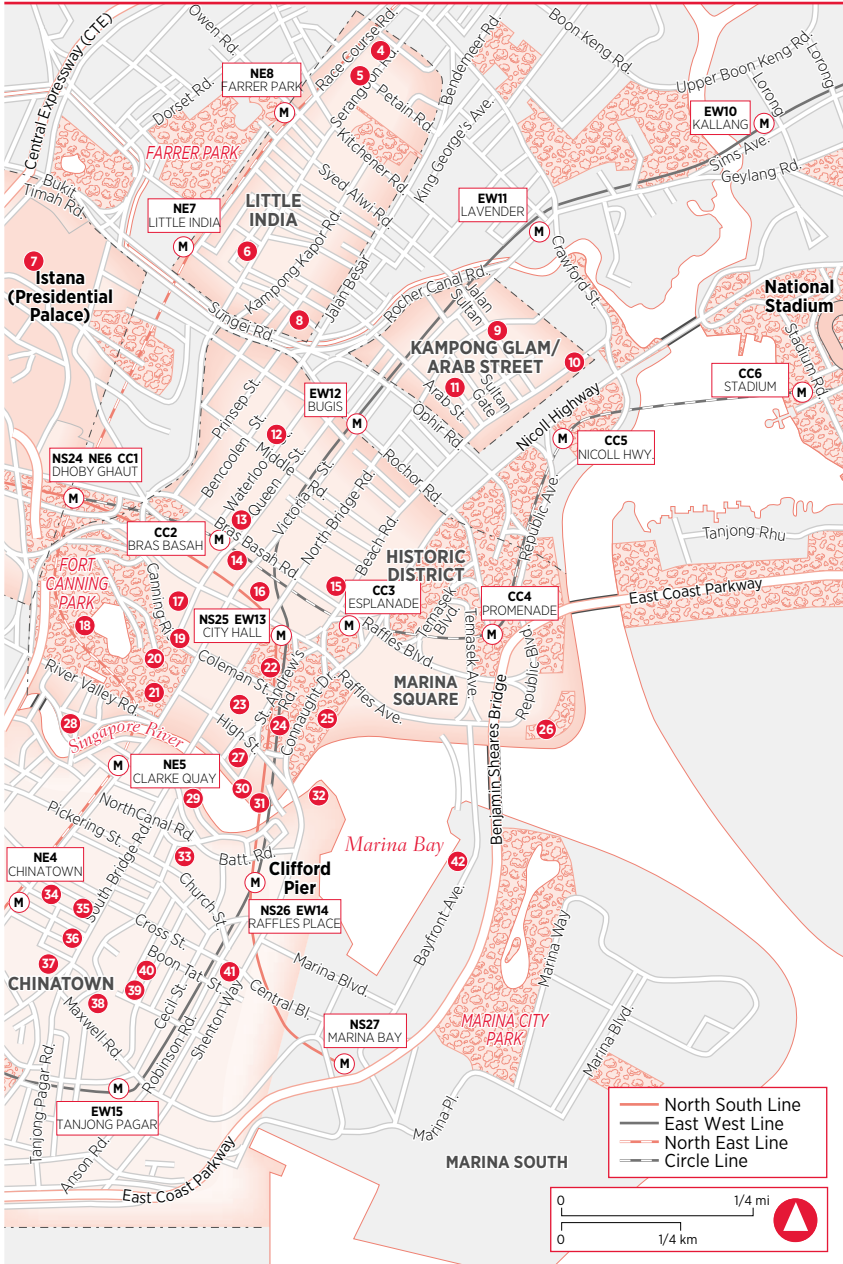 Central Expressway (CTE)
Owen Rd.
Race Course Rd.
4
5
Serangoon Rd.
Bendemeer Rd.
Boon Keng Rd.
Upper Boon Keng Rd.
Lorong
Lorong
NE8
FARRER PARK
M
Dorset Rd.
Petain Rd.
EW10
KALLANG
M
FARRER PARK
Kitchener Rd.
King George's Ave.
Sims Ave.
Geylang Rd.
Bukit
Timah Rd.
NE7
LITTLE INDIA
M
LITTLE
INDIA
Syed Alwi Rd.
EW11
LAVENDER
M
6
7
Istana
(Presidential
Palace)
Kampong Kapor Rd.
Jalan Besar
Rocher Canal Rd.
Crawford St.
National
Stadium
Sungei Rd.
8
Jalan
Sultan
9
KAMPONG GLAM/
ARAB STREET
10
Stadium Rd.
11
Arab St.
Sultan
Gate
CC6
STADIUM
M
Prinsep St.
EW12
BUGIS
M
Ophir Rd.
Nicoll Highway
CC5
NICOLL HWY.
M
12
Bencoolen St.
Waterloo St.
Middle Rd.
Queen St.
Victoria St.
Rochor Rd.
NS24 NE6 CC1
DHOBY GHAUT
M
North Bridge Rd.
Republic Ave.
13
CC2
BRAS BASAH
M
Bras Basah Rd.
Beach Rd.
Tanjong Rhu
14
HISTORIC
DISTRICT
FORT
CANNING
PARK
Canning Ri
15
16
CC3
ESPLANADE
M
Temasek
Blvd.
CC4
PROMENADE
M
East Coast Parkway
17
18
NS25 EW13
CITY HALL
M
19
Raffles Blvd.
Temasek Ave.
Republic Blvd.
20
Coleman St.
22
St. Andrew's
Rd.
MARINA
SQUARE
River Valley Rd.
21
23
Connaught Dr.
Raffles Ave.
24
25
26
28
Singapore River
High St.
27
Benjamin Sheares Bridge
NE5
CLARKE QUAY
M
29
30
31
32
Pickering St.
NorthCanal Rd.
Marina Bay
42
33
Batt. Rd.
NE4
CHINATOWN
M
South Bridge Rd.
Clifford
Pier
M
34
35
Church St.
NS26 EW14
RAFFLES PLACE
Bayfront Ave.
36
Cross St.
Marina Way
37
CHINATOWN
40
Boon Tat St.
41
Marina Blvd.
38
39
Cecil St.
Central Bl.
Maxwell Rd.
Robinson Rd.
Shenton Way
NS27
MARINA BAY
M
MARINA CITY
PARK
Marina Blvd.
Tanjong Pagar Rd.
M
EW15
TANJONG PAGAR
Anson Rd.
East Coast Parkway
Marina Pl.
MARINA SOUTH
North South Line
East West Line
North East Line
Circle Line
0
1/4 mi
0
1/4 km